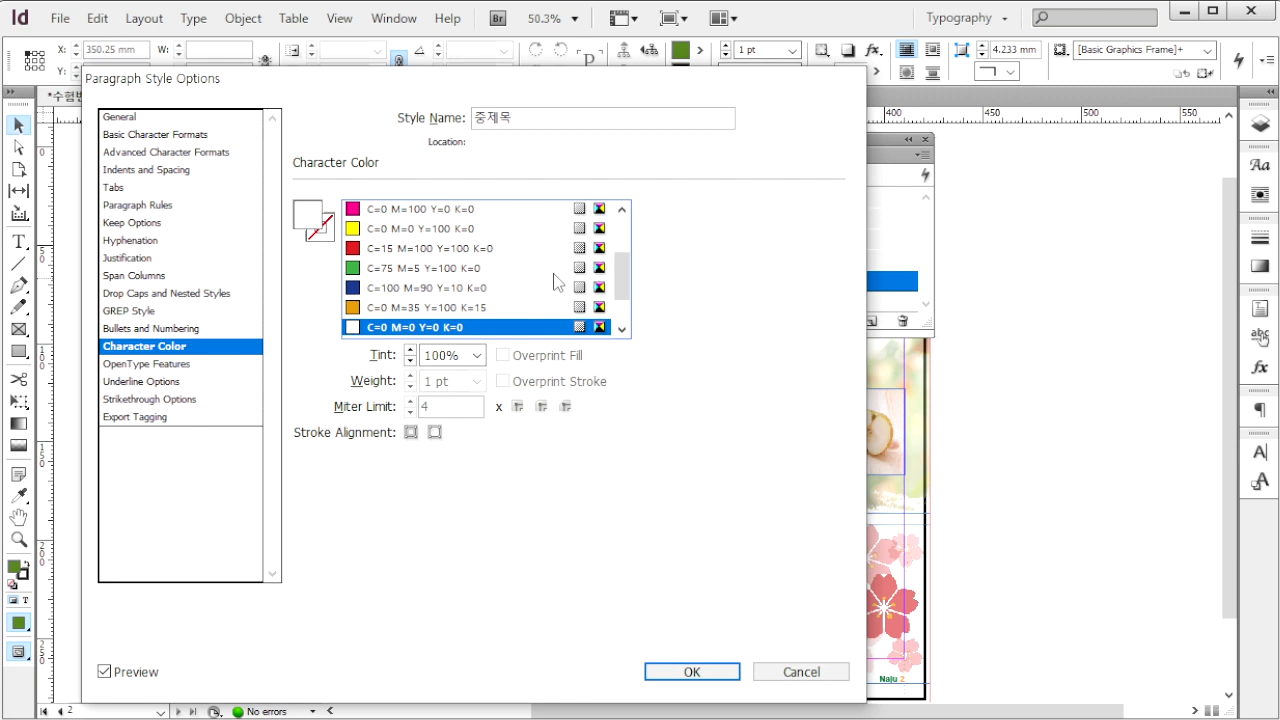 Id File Edit Layout Type Object Table View Window Help Br 50.3% Typography
X: 350.25 mm W: 1 pt 4.233 mm [Basic Graphics Frame]+
Y:
Paragraph Style Options
General
Basic Character Formats
Advanced Character Formats
Indents and Spacing
Tabs
Paragraph Rules
Keep Options
Hyphenation
Justification
Span Columns
Drop Caps and Nested Styles
GREP Style
Bullets and Numbering
Character Color
OpenType Features
Underline Options
Strikethrough Options
Export Tagging
Style Name: 중제목
Location:
Character Color
C=0 M=100 Y=0 K=0
C=0 M=0 Y=100 K=0
C=15 M=100 Y=100 K=0
C=75 M=5 Y=100 K=0
C=100 M=90 Y=10 K=0
C=0 M=35 Y=100 K=15
C=0 M=0 Y=0 K=0
Tint: 100% Overprint Fill
Weight: 1 pt Overprint Stroke
Miter Limit: 4 x
Stroke Alignment:
Preview
OK Cancel
400 450 500 550
Naju 2
2 No errors